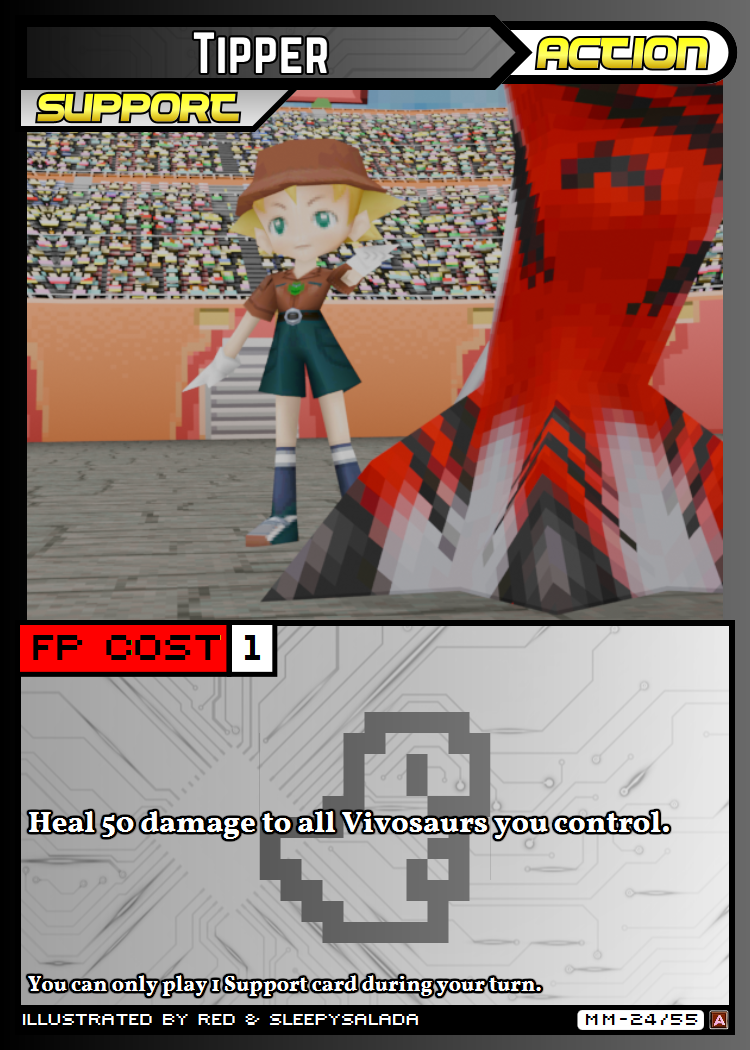 Tipper
ACTION
SUPPORT
FP COST 1
Heal 50 damage to all Vivosaurs you control.
You can only play 1 Support card during your turn.
ILLUSTRATED BY RED & SLEEPYSALADA
MM-24/55 A